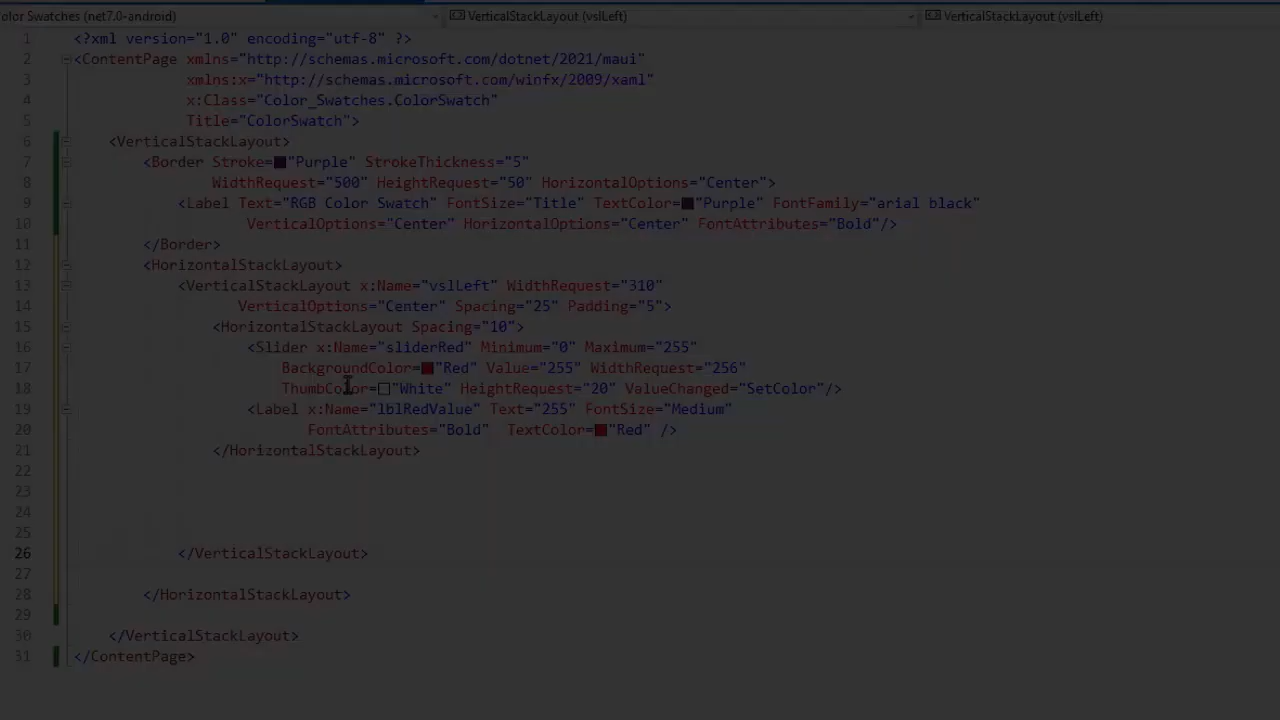 olor Swatches (net7.0-android) VerticalStackLayout (vslLeft) VerticalStackLayout (vslLeft)
1 <?xml version="1.0" encoding="utf-8" ?>
2 <ContentPage xmlns="http://schemas.microsoft.com/dotnet/2021/maui"
3 xmlns:x="http://schemas.microsoft.com/winfx/2009/xaml"
4 x:Class="Color_Swatches.ColorSwatch"
5 Title="ColorSwatch">
6 <VerticalStackLayout>
7 <Border Stroke="Purple" StrokeThickness="5"
8 WidthRequest="500" HeightRequest="50" HorizontalOptions="Center">
9 <Label Text="RGB Color Swatch" FontSize="Title" TextColor="Purple" FontFamily="arial black"
10 VerticalOptions="Center" HorizontalOptions="Center" FontAttributes="Bold"/>
11 </Border>
12 <HorizontalStackLayout>
13 <VerticalStackLayout x:Name="vslLeft" WidthRequest="310"
14 VerticalOptions="Center" Spacing="25" Padding="5">
15 <HorizontalStackLayout Spacing="10">
16 <Slider x:Name="sliderRed" Minimum="0" Maximum="255"
17 BackgroundColor="Red" Value="255" WidthRequest="256"
18 ThumbColor="White" HeightRequest="20" ValueChanged="SetColor"/>
19 <Label x:Name="lblRedValue" Text="255" FontSize="Medium"
20 FontAttributes="Bold" TextColor="Red" />
21 </HorizontalStackLayout>
22
23
24
25
26 </VerticalStackLayout>
27
28 </HorizontalStackLayout>
29
30 </VerticalStackLayout>
31 </ContentPage>